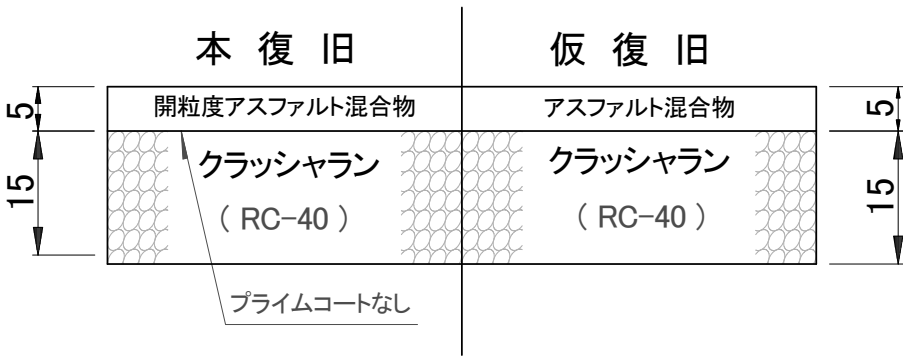 本復旧
仮復旧
5
開粒度アスファルト混合物
アスファルト混合物
5
15
クラッシャラン
(RC-40)
クラッシャラン
(RC-40)
15
プライムコートなし